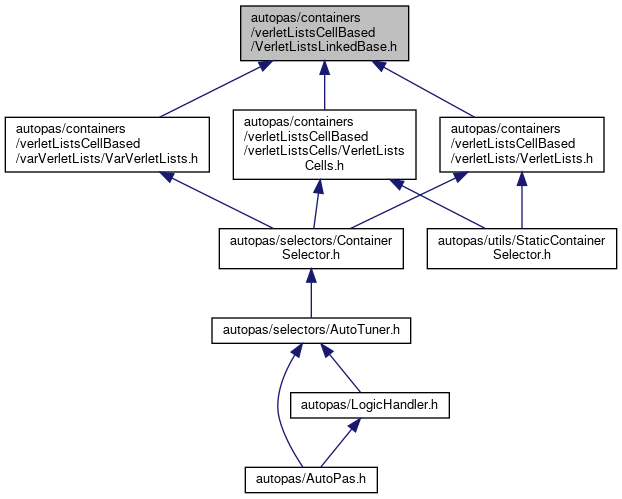 autopas/containers
/verletListsCellBased
/VerletListsLinkedBase.h
autopas/containers
/verletListsCellBased
/varVerletLists/VarVerletLists.h
autopas/containers
/verletListsCellBased
/verletListsCells/VerletLists
Cells.h
autopas/containers
/verletListsCellBased
/verletLists/VerletLists.h
autopas/selectors/Container
Selector.h
autopas/utils/StaticContainer
Selector.h
autopas/selectors/AutoTuner.h
autopas/LogicHandler.h
autopas/AutoPas.h